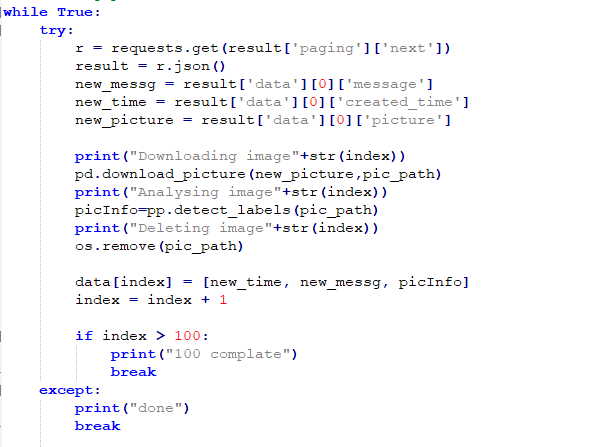 while True:
    try:
        r = requests.get(result['paging']['next'])
        result = r.json()
        new_messg = result['data'][0]['message']
        new_time = result['data'][0]['created_time']
        new_picture = result['data'][0]['picture']

        print("Downloading image"+str(index))
        pd.download_picture(new_picture,pic_path)
        print("Analysing image"+str(index))
        picInfo=pp.detect_labels(pic_path)
        print("Deleting image"+str(index))
        os.remove(pic_path)

        data[index] = [new_time, new_messg, picInfo]
        index = index + 1

        if index > 100:
            print("100 complate")
            break
    except:
        print("done")
        break